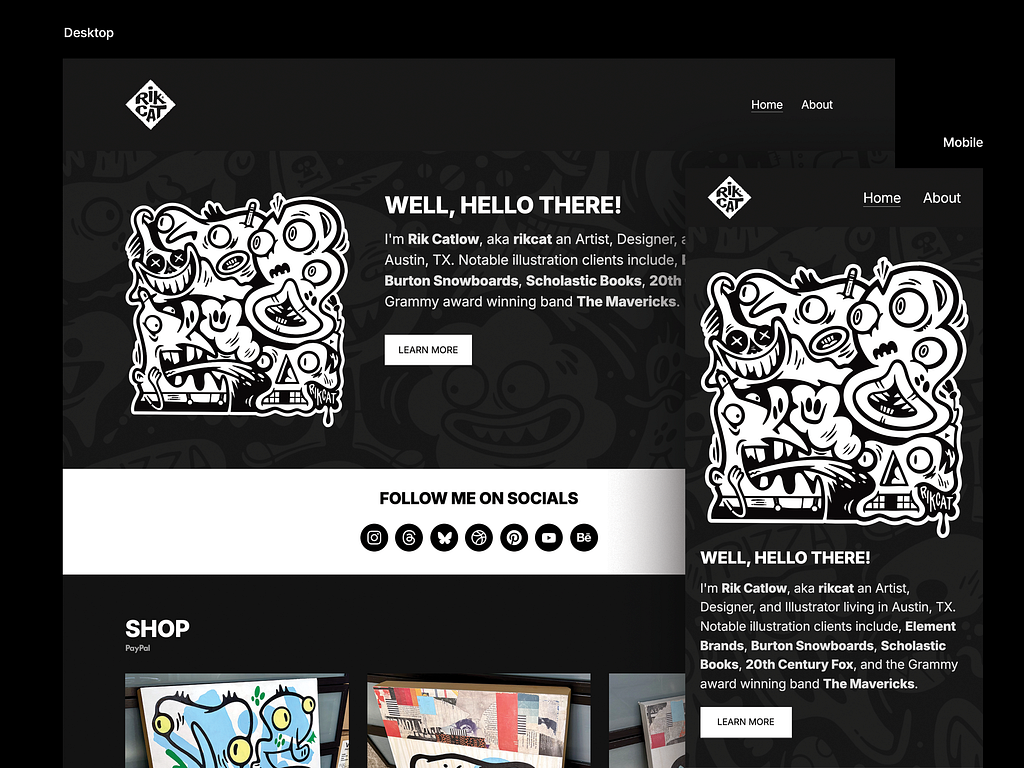 Desktop
RIK
CAT
Home About
WELL, HELLO THERE!
I'm Rik Catlow, aka rikcat an Artist, Designer,
Austin, TX. Notable illustration clients include,
Burton Snowboards, Scholastic Books, 20th
Grammy award winning band The Mavericks.
LEARN MORE
RIKCAT
FOLLOW ME ON SOCIALS
Bē
SHOP
PayPal
Mobile
RIK
CAT
Home About
RIKCAT
WELL, HELLO THERE!
I'm Rik Catlow, aka rikcat an Artist,
Designer, and Illustrator living in Austin, TX.
Notable illustration clients include, Element
Brands, Burton Snowboards, Scholastic
Books, 20th Century Fox, and the Grammy
award winning band The Mavericks.
LEARN MORE